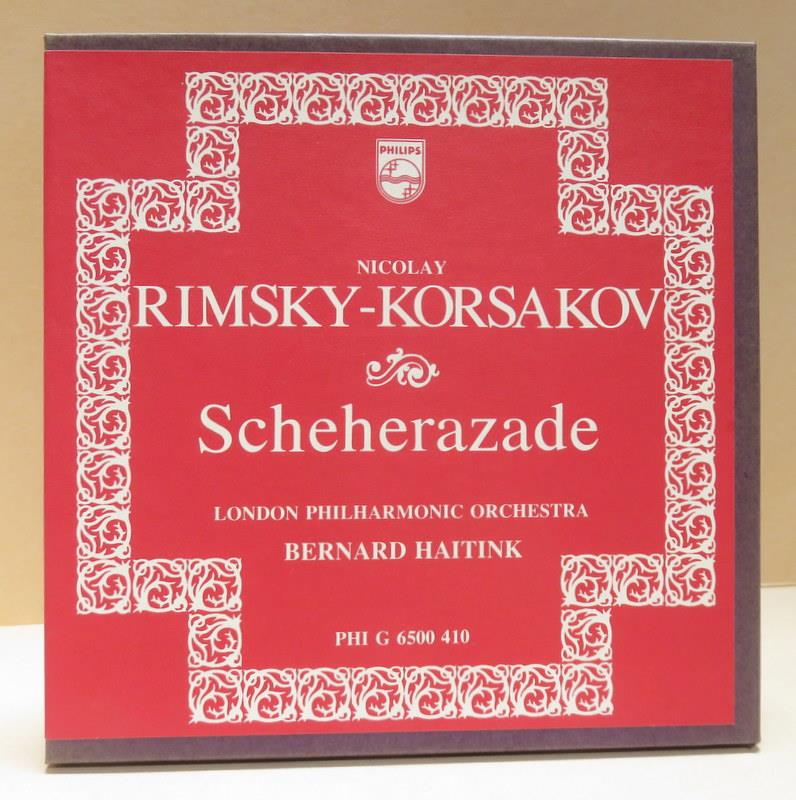 PHILIPS
NICOLAY
RIMSKY-KORSAKOV
Scheherazade
LONDON PHILHARMONIC ORCHESTRA
BERNARD HAITINK
PHI G 6500 410